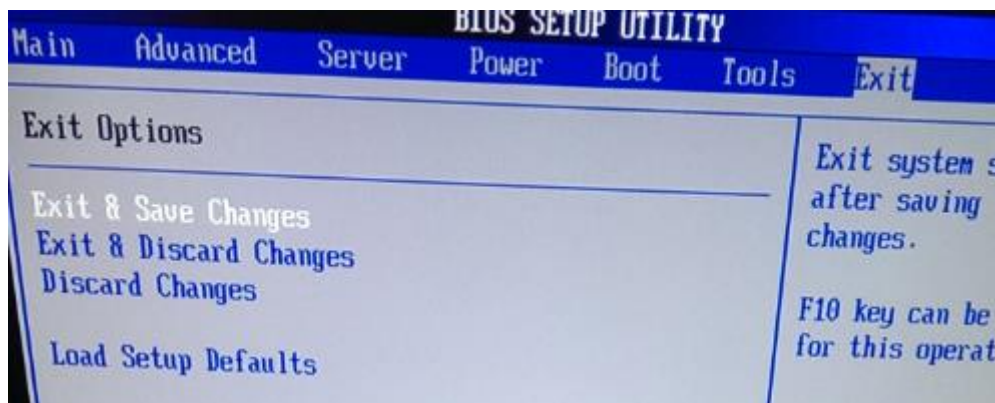 BIOS SETUP UTILITY
Main Advanced Server Power Boot Tools Exit
Exit Options
Exit & Save Changes
Exit & Discard Changes
Discard Changes
Load Setup Defaults
Exit system
after saving
changes.
F10 key can be
for this